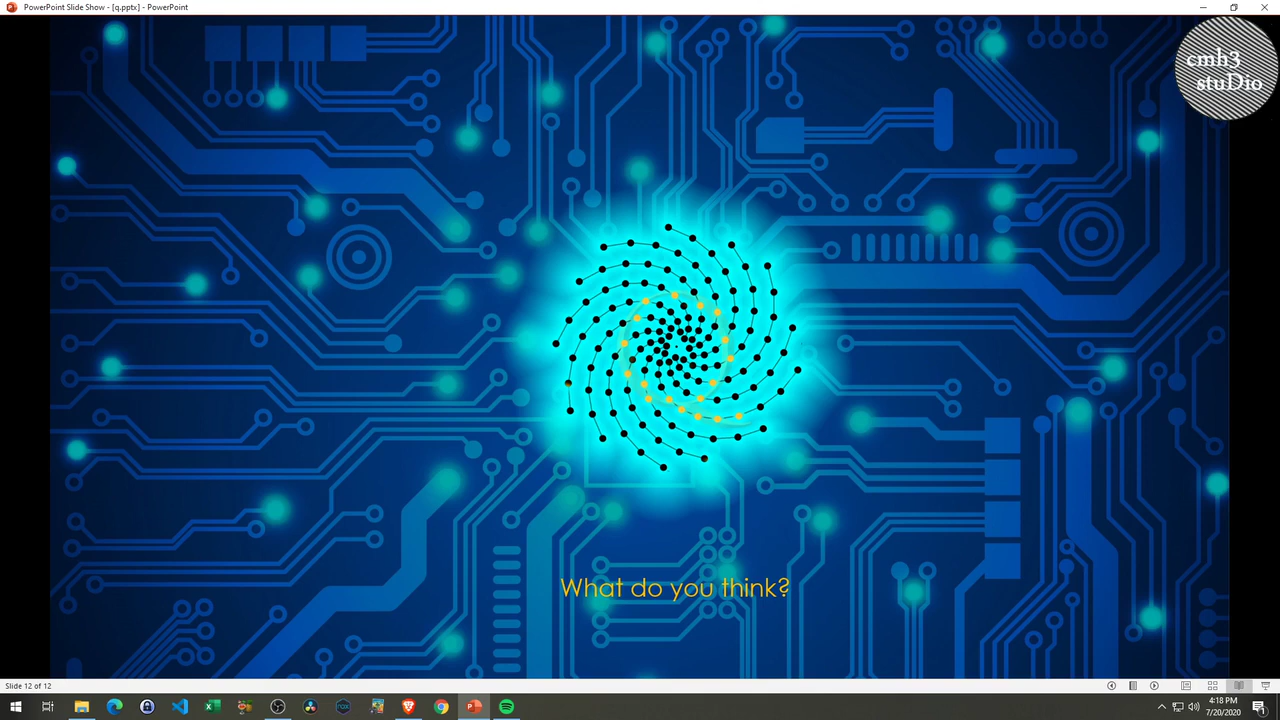 PowerPoint Slide Show - [q.pptx] - PowerPoint
cmh3
stuDio
What do you think?
Slide 12 of 12
4:18 PM
7/20/2020